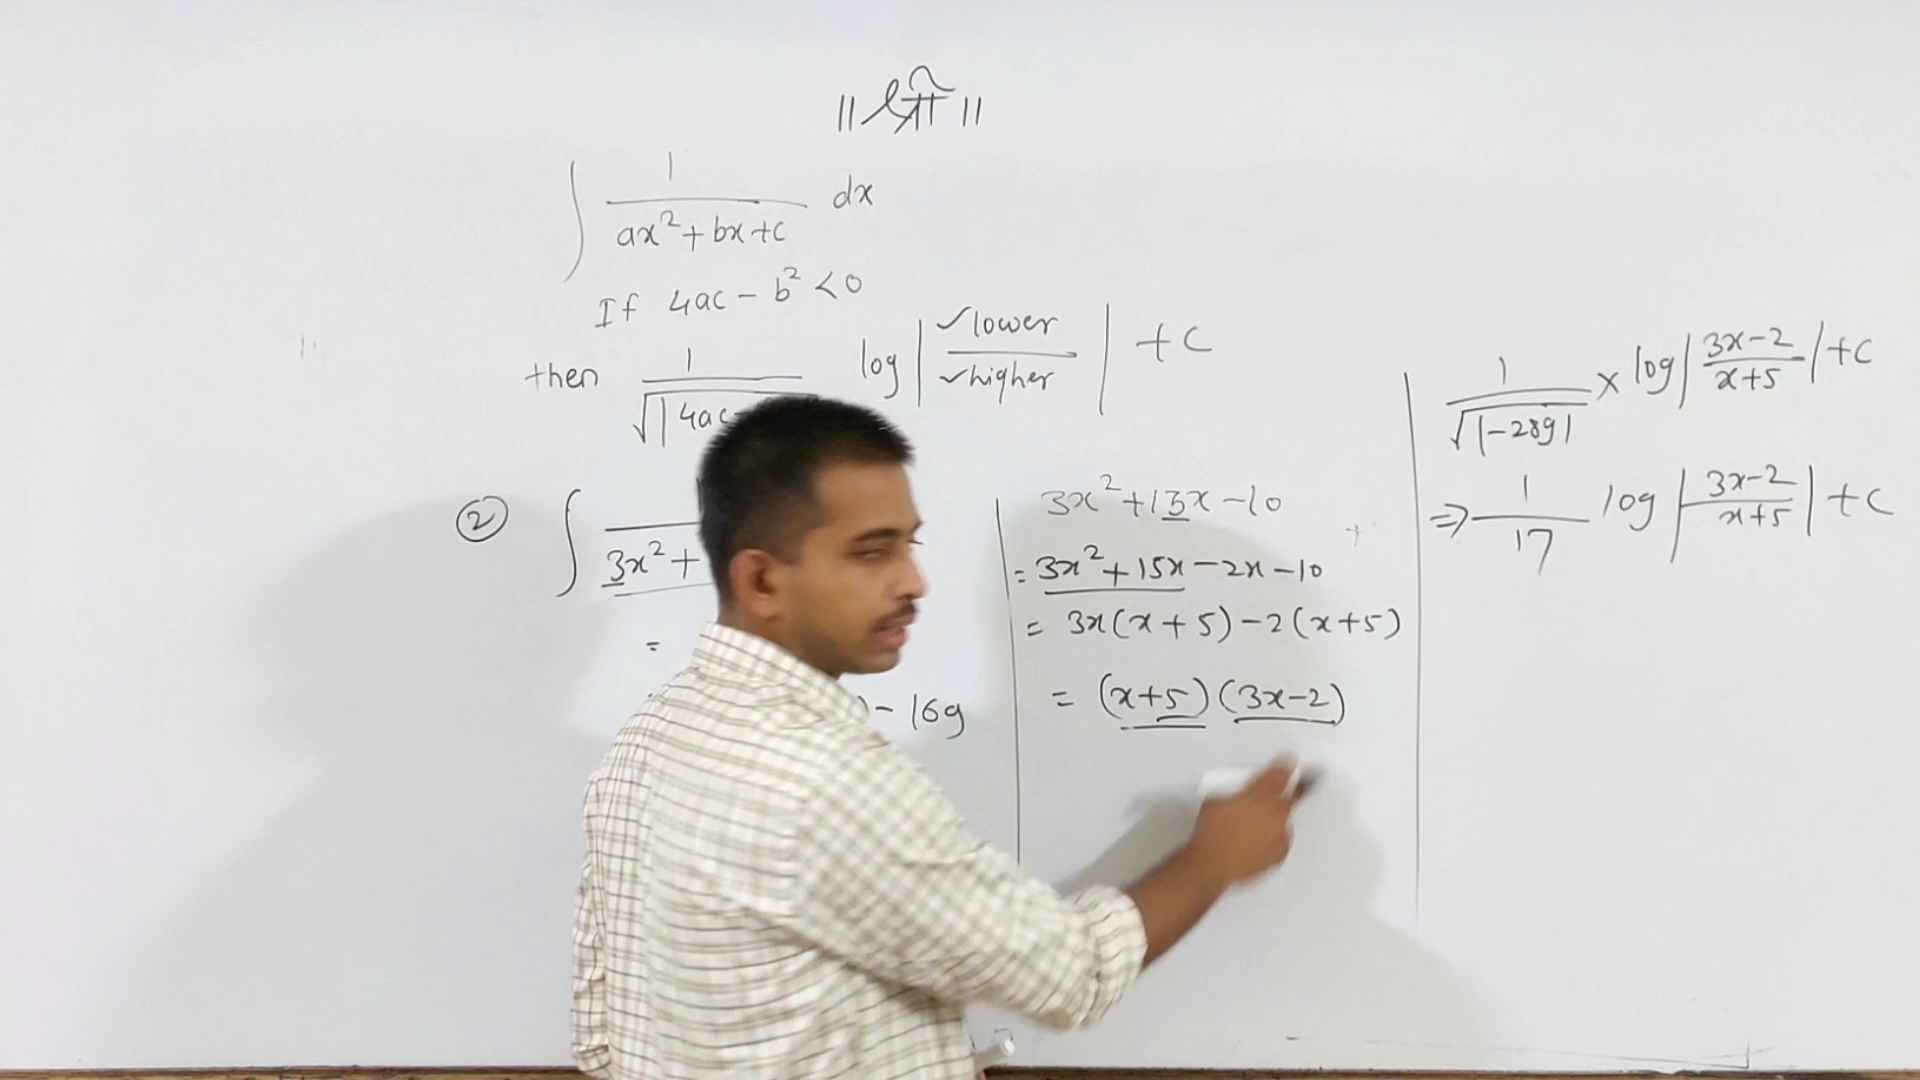 ॥ श्री ॥
∫ 1/(ax²+bx+c) dx
If 4ac - b² < 0
then 1/√|4ac- log | ✓lower / ✓higher | + c
② ∫ 3x²+
=
)- 169
3x²+13x-10
= 3x²+15x-2x-10
= 3x(x+5)-2(x+5)
= (x+5)(3x-2)
1/√|-289| × log | (3x-2)/(x+5) | + c
⇒ 1/17 log | (3x-2)/(x+5) | + c